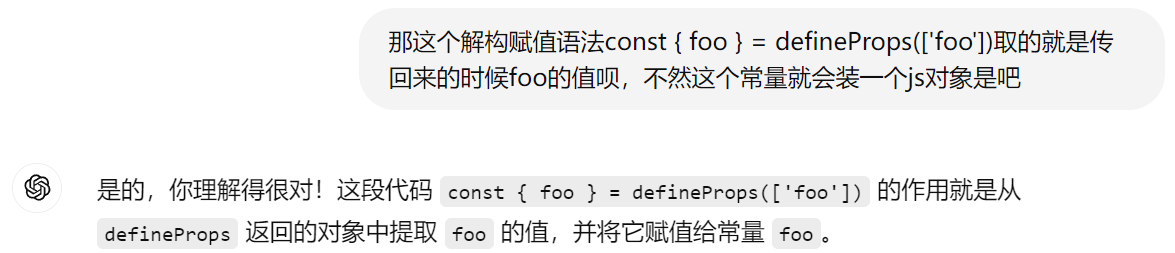 那这个解构赋值语法const { foo } = defineProps(['foo'])取的就是传
回来的时候foo的值呗，不然这个常量就会装一个js对象是吧
是的，你理解得很对！这段代码 const { foo } = defineProps(['foo']) 的作用就是从
defineProps 返回的对象中提取 foo 的值，并将它赋值给常量 foo。